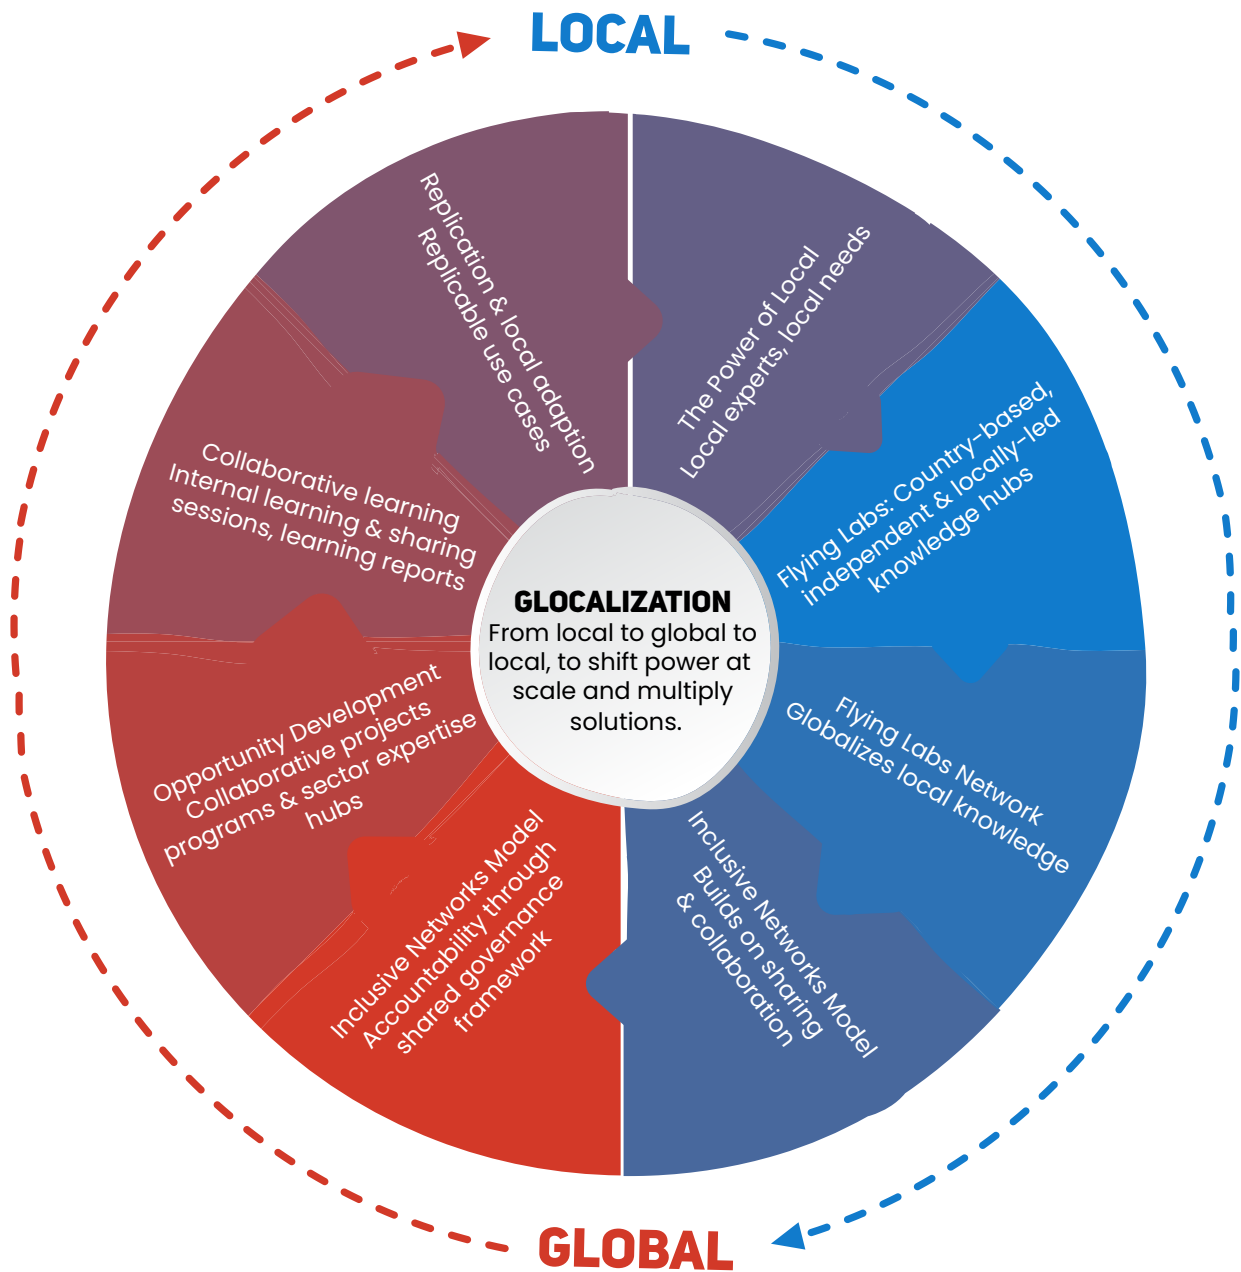 LOCAL
The Power of Local
Local experts, local needs
Flying Labs: Country-based,
independent & locally-led
knowledge hubs
Flying Labs Network
Globalizes local knowledge
Inclusive Networks Model
Builds on sharing
& collaboration
GLOBAL
Inclusive Networks Model
Accountability through
shared governance
framework
Opportunity Development
Collaborative projects
programs & sector expertise
hubs
Collaborative learning
Internal learning & sharing
sessions, learning reports
Replication & local adaption
Replicable use cases
GLOCALIZATION
From local to global to
local, to shift power at
scale and multiply
solutions.